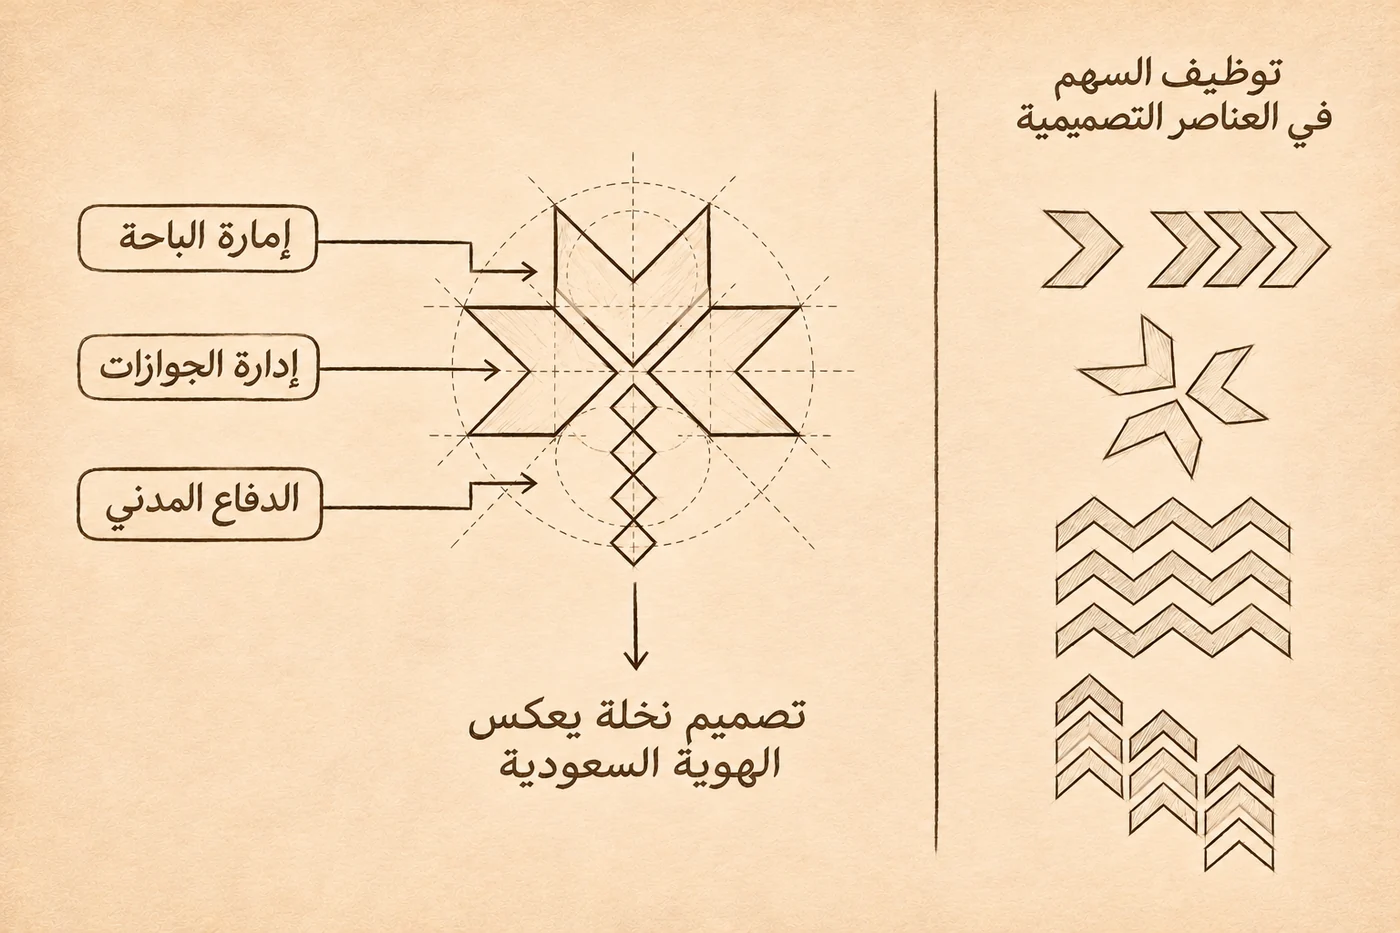 توظيف السهم
في العناصر التصميمية
إمارة الباحة
إدارة الجوازات
الدفاع المدني
تصميم نخلة يعكس
الهوية السعودية